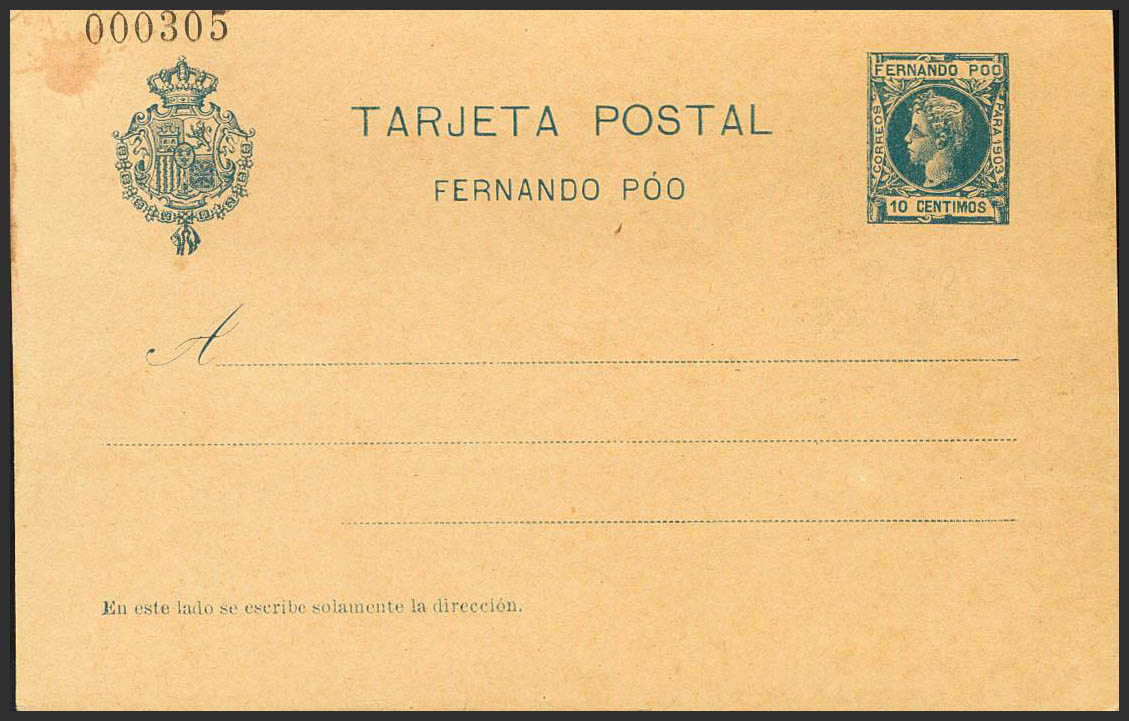 000305
TARJETA POSTAL
FERNANDO PÓO
FERNANDO POO
CORREOS
PARA 1903
10 CENTIMOS
A
En este lado se escribe solamente la dirección.